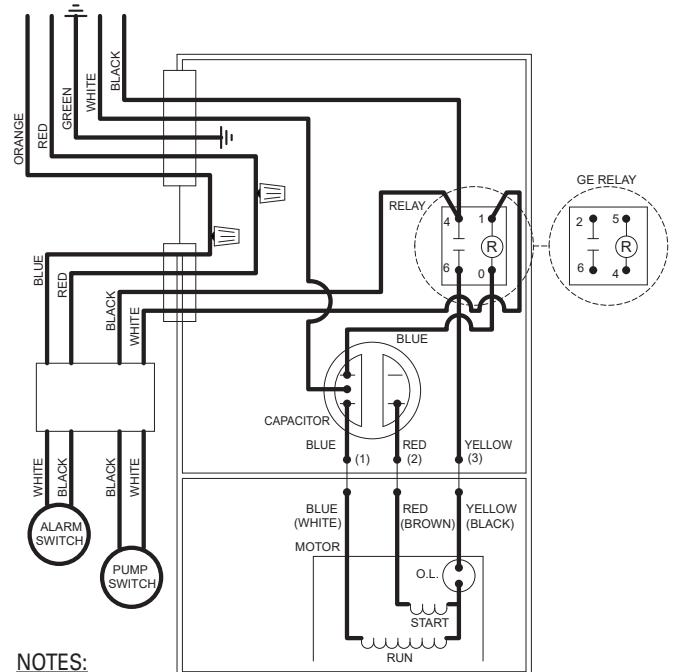 ORANGE
RED
GREEN
WHITE
BLACK
GE RELAY
RELAY
4 1
R
6 0
2 5
R
6 4
BLUE
RED
BLACK
WHITE
BLUE
CAPACITOR
BLUE
(1)
RED
(2)
YELLOW
(3)
WHITE
BLACK
BLACK
WHITE
ALARM
SWITCH
PUMP
SWITCH
BLUE
(WHITE)
RED
(BROWN)
YELLOW
(BLACK)
MOTOR
O.L.
START
RUN
NOTES: